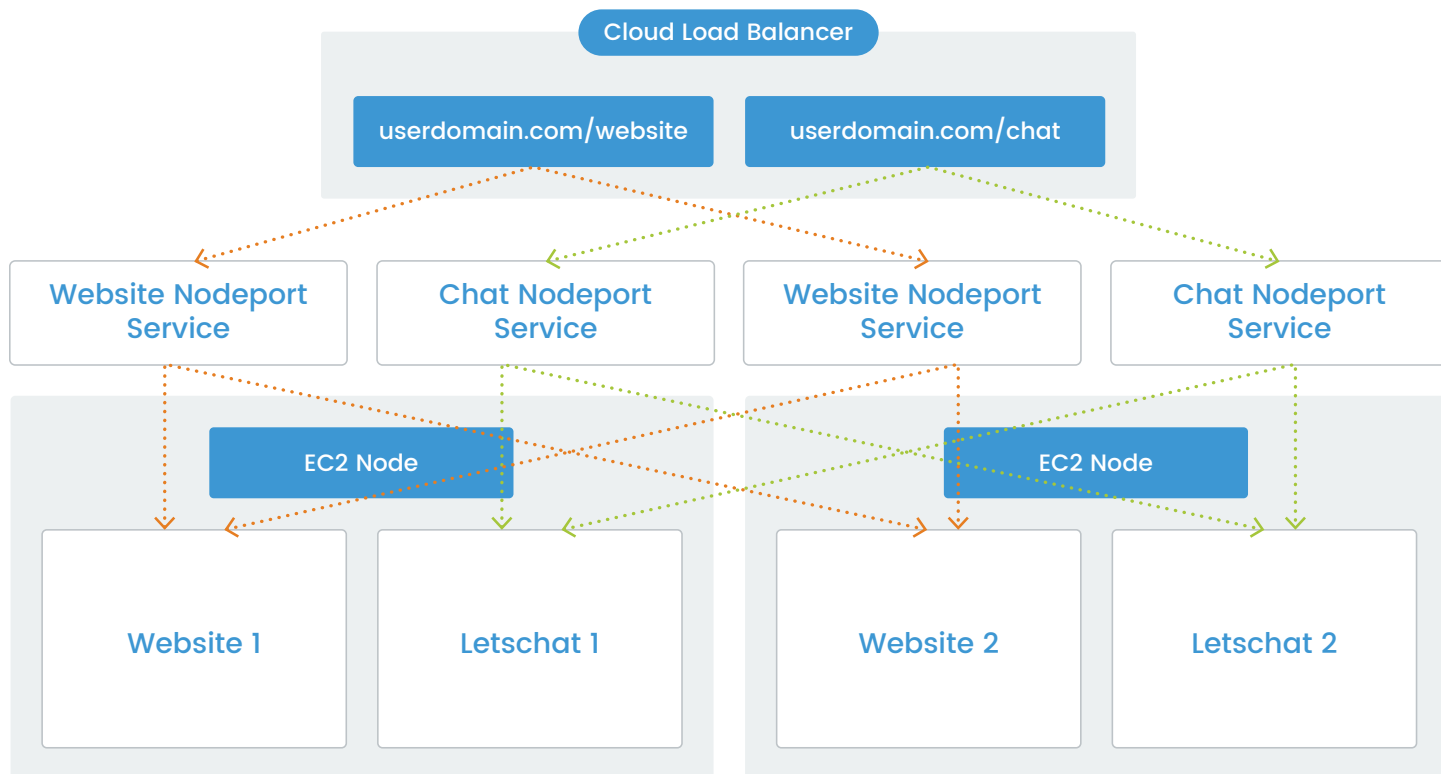 Cloud Load Balancer
userdomain.com/website
userdomain.com/chat
Website Nodeport
Service
Chat Nodeport
Service
Website Nodeport
Service
Chat Nodeport
Service
EC2 Node
EC2 Node
Website 1
Letschat 1
Website 2
Letschat 2